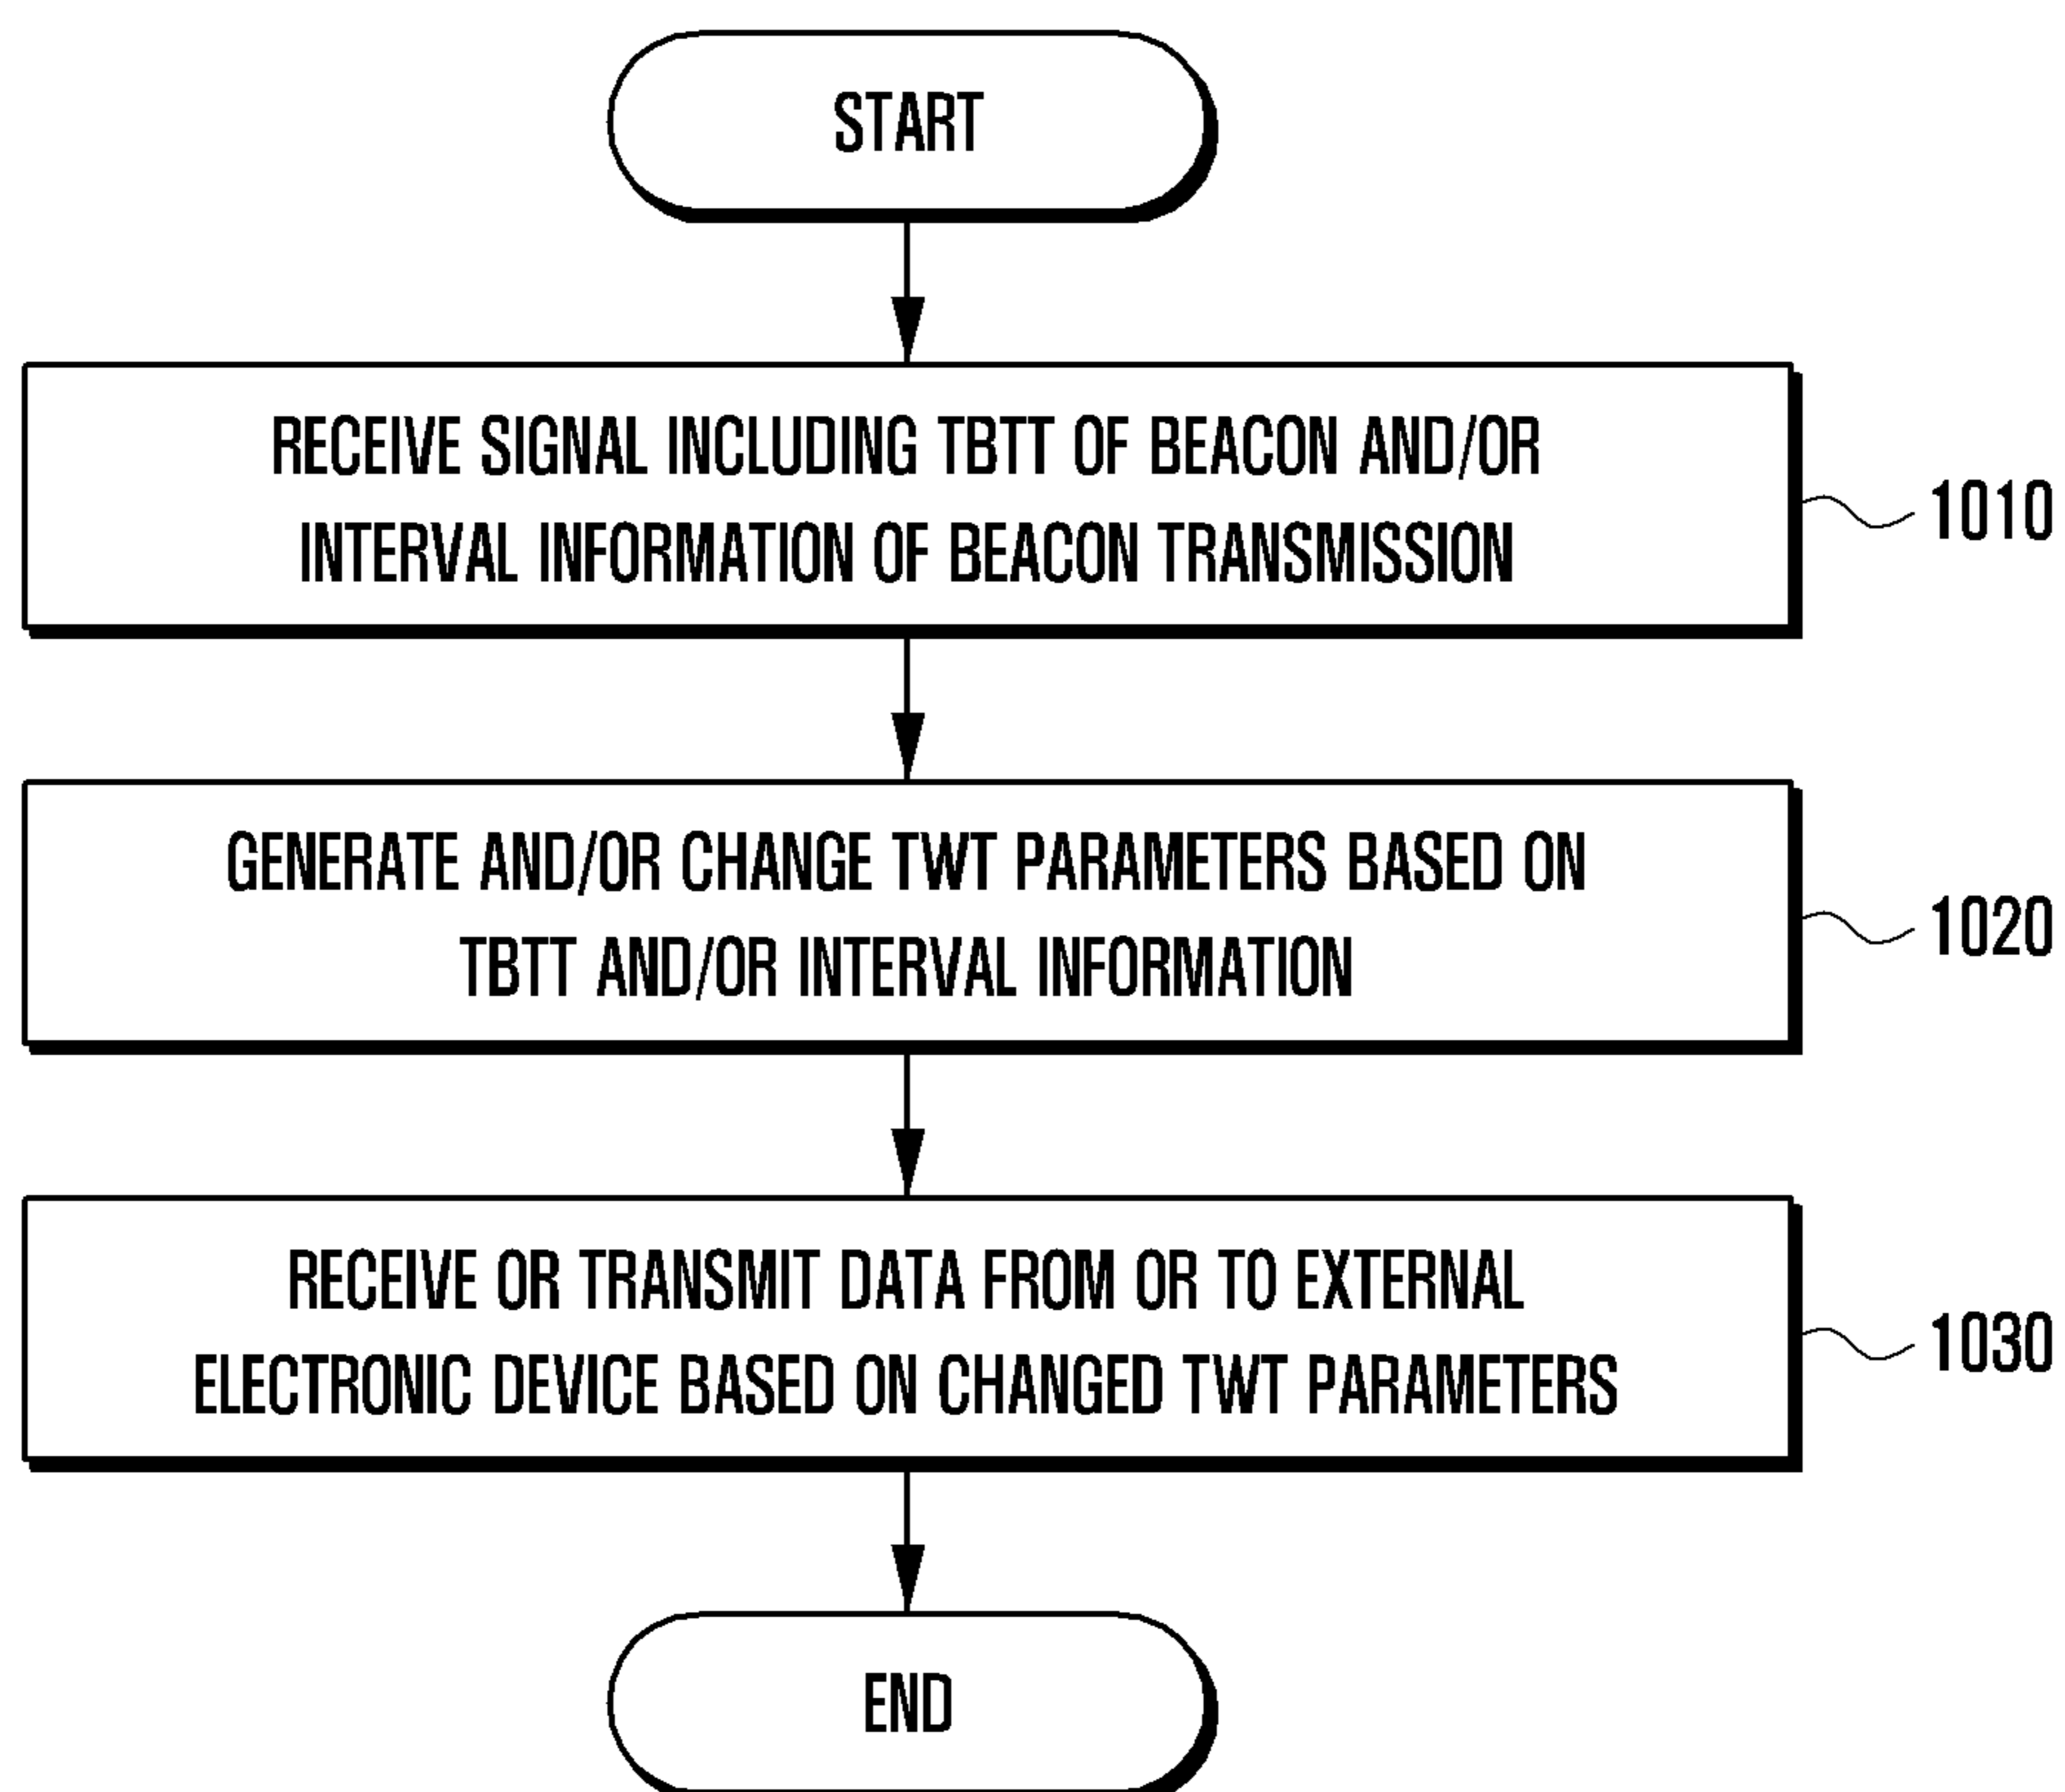 START
RECEIVE SIGNAL INCLUDING TBTT OF BEACON AND/OR
INTERVAL INFORMATION OF BEACON TRANSMISSION
1010
GENERATE AND/OR CHANGE TWT PARAMETERS BASED ON
TBTT AND/OR INTERVAL INFORMATION
1020
RECEIVE OR TRANSMIT DATA FROM OR TO EXTERNAL
ELECTRONIC DEVICE BASED ON CHANGED TWT PARAMETERS
1030
END